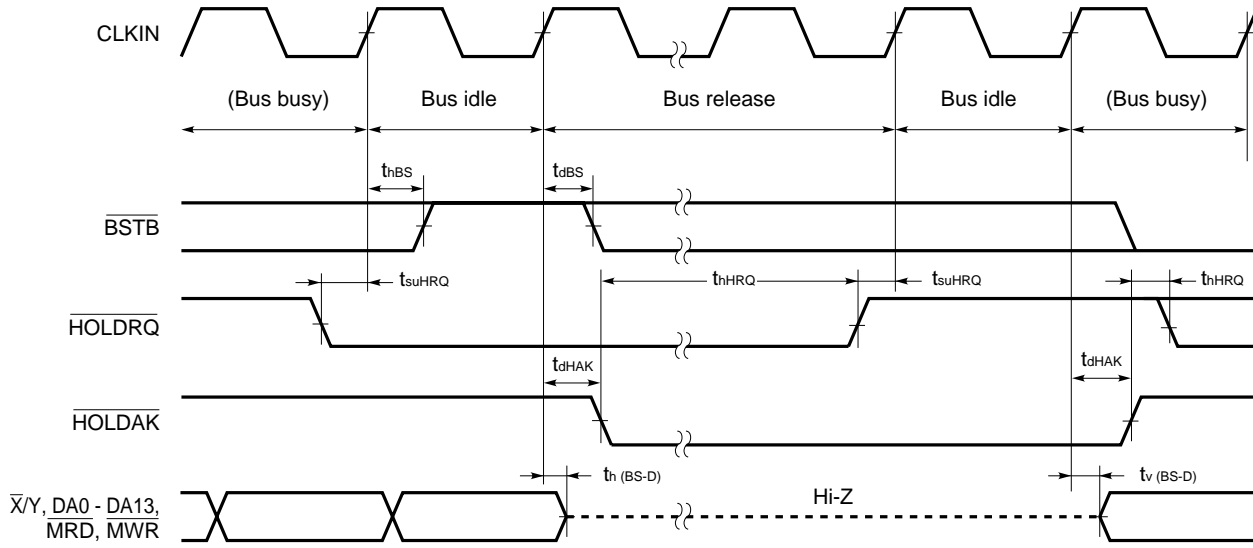 CLKIN
(Bus busy) Bus idle Bus release Bus idle (Bus busy)
thBS tdBS
BSTB
tsuHRQ thHRQ tsuHRQ thHRQ
HOLDRQ
tdHAK tdHAK
HOLDAK
th (BS-D) tv (BS-D)
X/Y, DA0 - DA13, Hi-Z
MRD, MWR